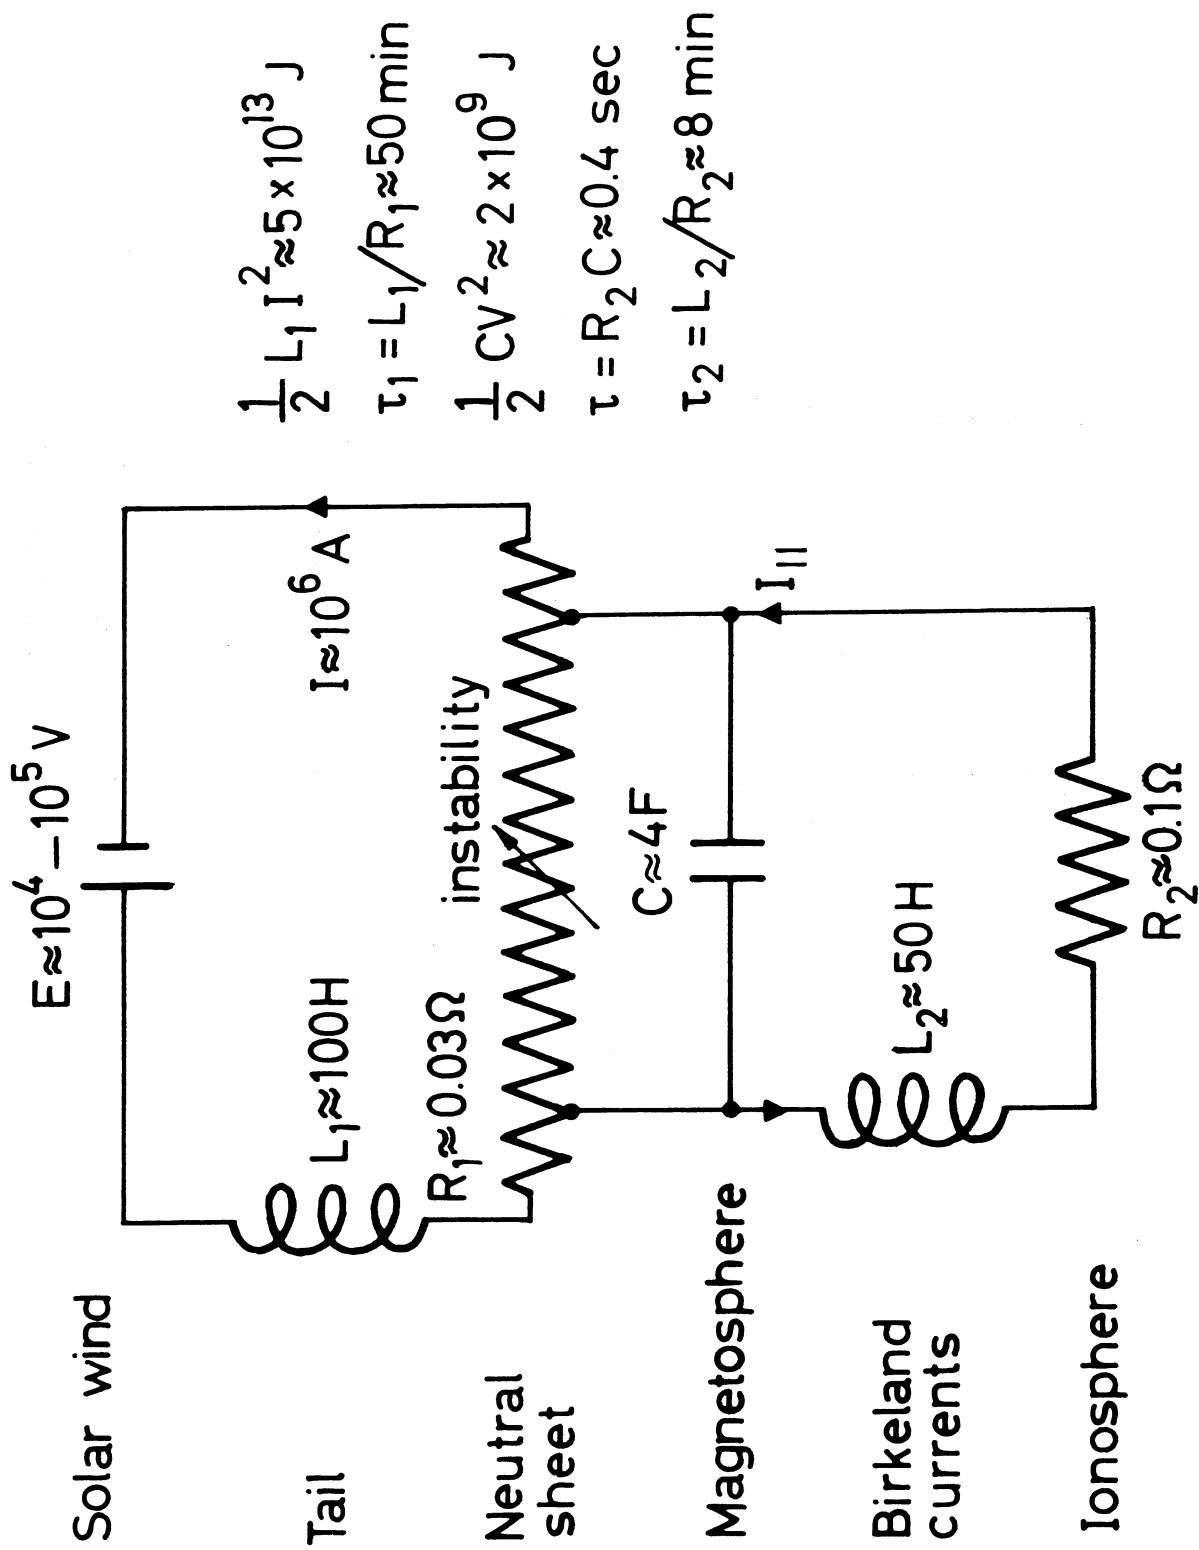 Solar wind
Tail
Neutral
sheet
Magnetosphere
Birkeland
currents
Ionosphere
E≈10⁴–10⁵ V
L₁≈100H
I≈10⁶ A
R₁≈0.03Ω
instability
C≈4F
I||
L₂≈50H
R₂≈0.1Ω
½ L₁ I² ≈ 5×10¹³ J
τ₁ = L₁/R₁ ≈ 50 min
½ CV² ≈ 2×10⁹ J
τ = R₂ C ≈ 0.4 sec
τ₂ = L₂/R₂ ≈ 8 min